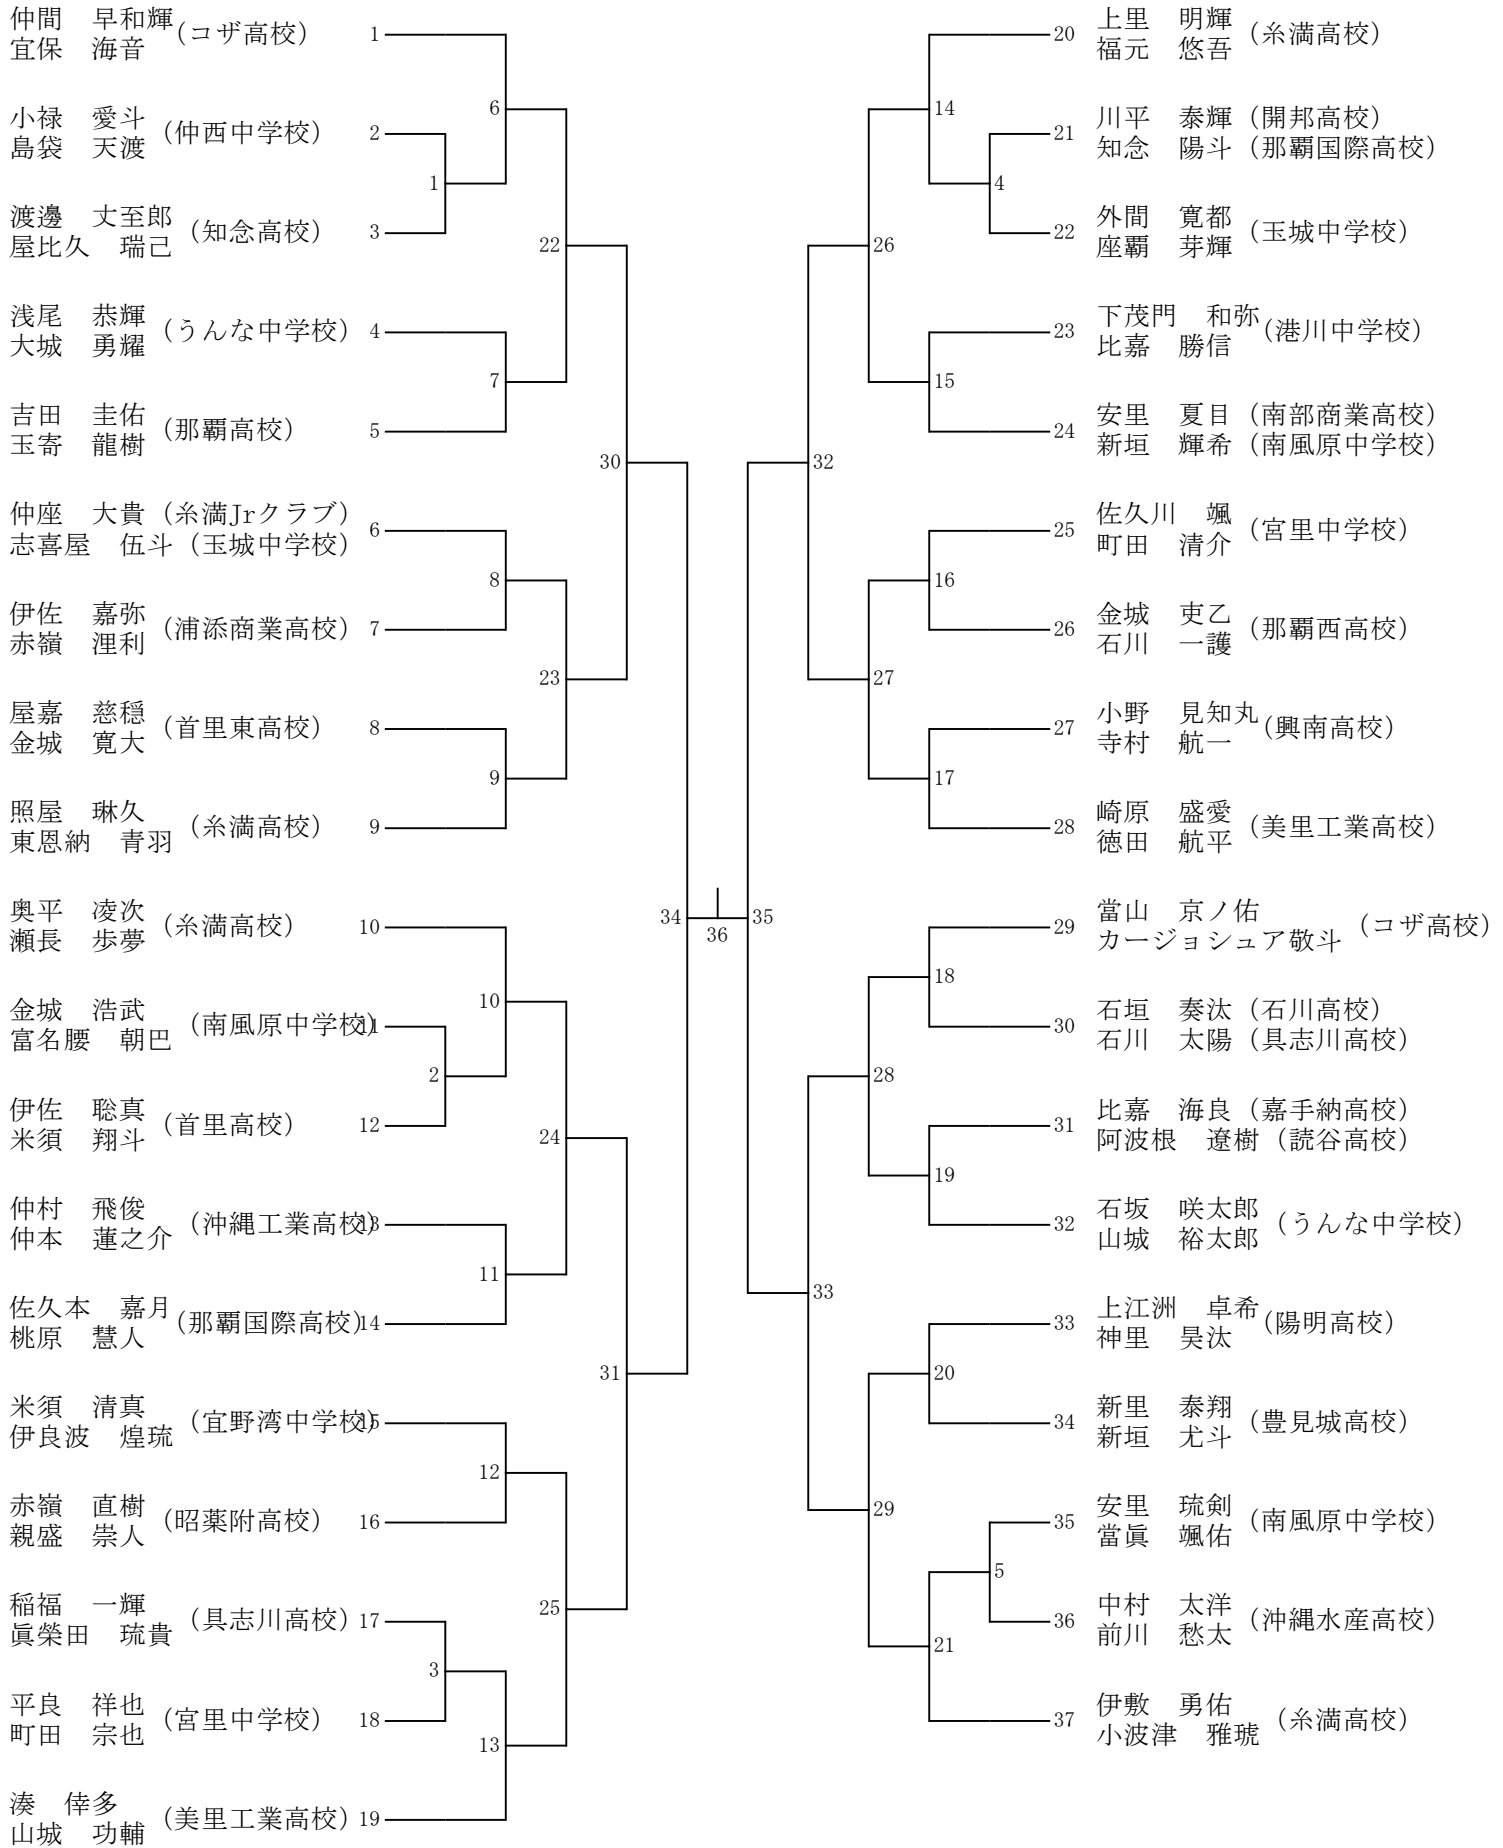 仲間　早和輝
宜保　海音
(コザ高校)
1
小禄　愛斗
島袋　天渡
(仲西中学校)
2
渡邊　丈至郎
屋比久　瑞己
(知念高校)
3
浅尾　恭輝
大城　勇耀
(うんな中学校)
4
吉田　圭佑
玉寄　龍樹
(那覇高校)
5
仲座　大貴 (糸満Jrクラブ)
志喜屋　伍斗 (玉城中学校)
6
伊佐　嘉弥
赤嶺　浬利
(浦添商業高校)
7
屋嘉　慈穏
金城　寛大
(首里東高校)
8
照屋　琳久
東恩納　青羽
(糸満高校)
9
奥平　凌次
瀬長　歩夢
(糸満高校)
10
金城　浩武
富名腰　朝巴
(南風原中学校)
11
伊佐　聡真
米須　翔斗
(首里高校)
12
仲村　飛俊
仲本　蓮之介
(沖縄工業高校)
13
佐久本　嘉月
桃原　慧人
(那覇国際高校)
14
米須　清真
伊良波　煌琉
(宜野湾中学校)
15
赤嶺　直樹
親盛　崇人
(昭薬附高校)
16
稲福　一輝
眞榮田　琉貴
(具志川高校)
17
平良　祥也
町田　宗也
(宮里中学校)
18
湊　倖多
山城　功輔
(美里工業高校)
19
1
2
3
6
7
8
9
10
11
12
13
22
23
24
25
30
31
34
36
35
32
33
26
27
28
29
14
15
16
17
18
19
20
21
4
5
20
上里　明輝
福元　悠吾
(糸満高校)
21
川平　泰輝 (開邦高校)
知念　陽斗 (那覇国際高校)
22
外間　寛都
座覇　芽輝
(玉城中学校)
23
下茂門　和弥
比嘉　勝信
(港川中学校)
24
安里　夏目 (南部商業高校)
新垣　輝希 (南風原中学校)
25
佐久川　颯
町田　清介
(宮里中学校)
26
金城　吏乙
石川　一護
(那覇西高校)
27
小野　見知丸
寺村　航一
(興南高校)
28
崎原　盛愛
徳田　航平
(美里工業高校)
29
當山　京ノ佑
カージョシュア敬斗
(コザ高校)
30
石垣　奏汰 (石川高校)
石川　太陽 (具志川高校)
31
比嘉　海良 (嘉手納高校)
阿波根　遼樹 (読谷高校)
32
石坂　咲太郎
山城　裕太郎
(うんな中学校)
33
上江洲　卓希
神里　昊汰
(陽明高校)
34
新里　泰翔
新垣　尤斗
(豊見城高校)
35
安里　琉剣
當眞　颯佑
(南風原中学校)
36
中村　太洋
前川　愁太
(沖縄水産高校)
37
伊敷　勇佑
小波津　雅琥
(糸満高校)